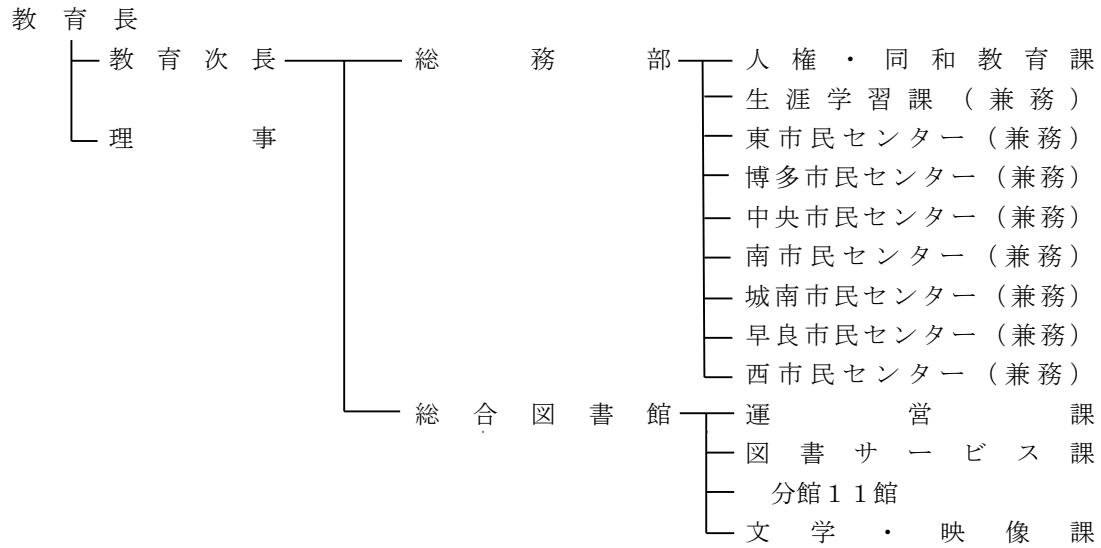 教育長
教育次長 総務部 人権・同和教育課
生涯学習課(兼務)
理事 東市民センター(兼務)
博多市民センター(兼務)
中央市民センター(兼務)
南市民センター(兼務)
城南市民センター(兼務)
早良市民センター(兼務)
西市民センター(兼務)
総合図書館 運営課
図書サービス課
分館11館
文学・映像課